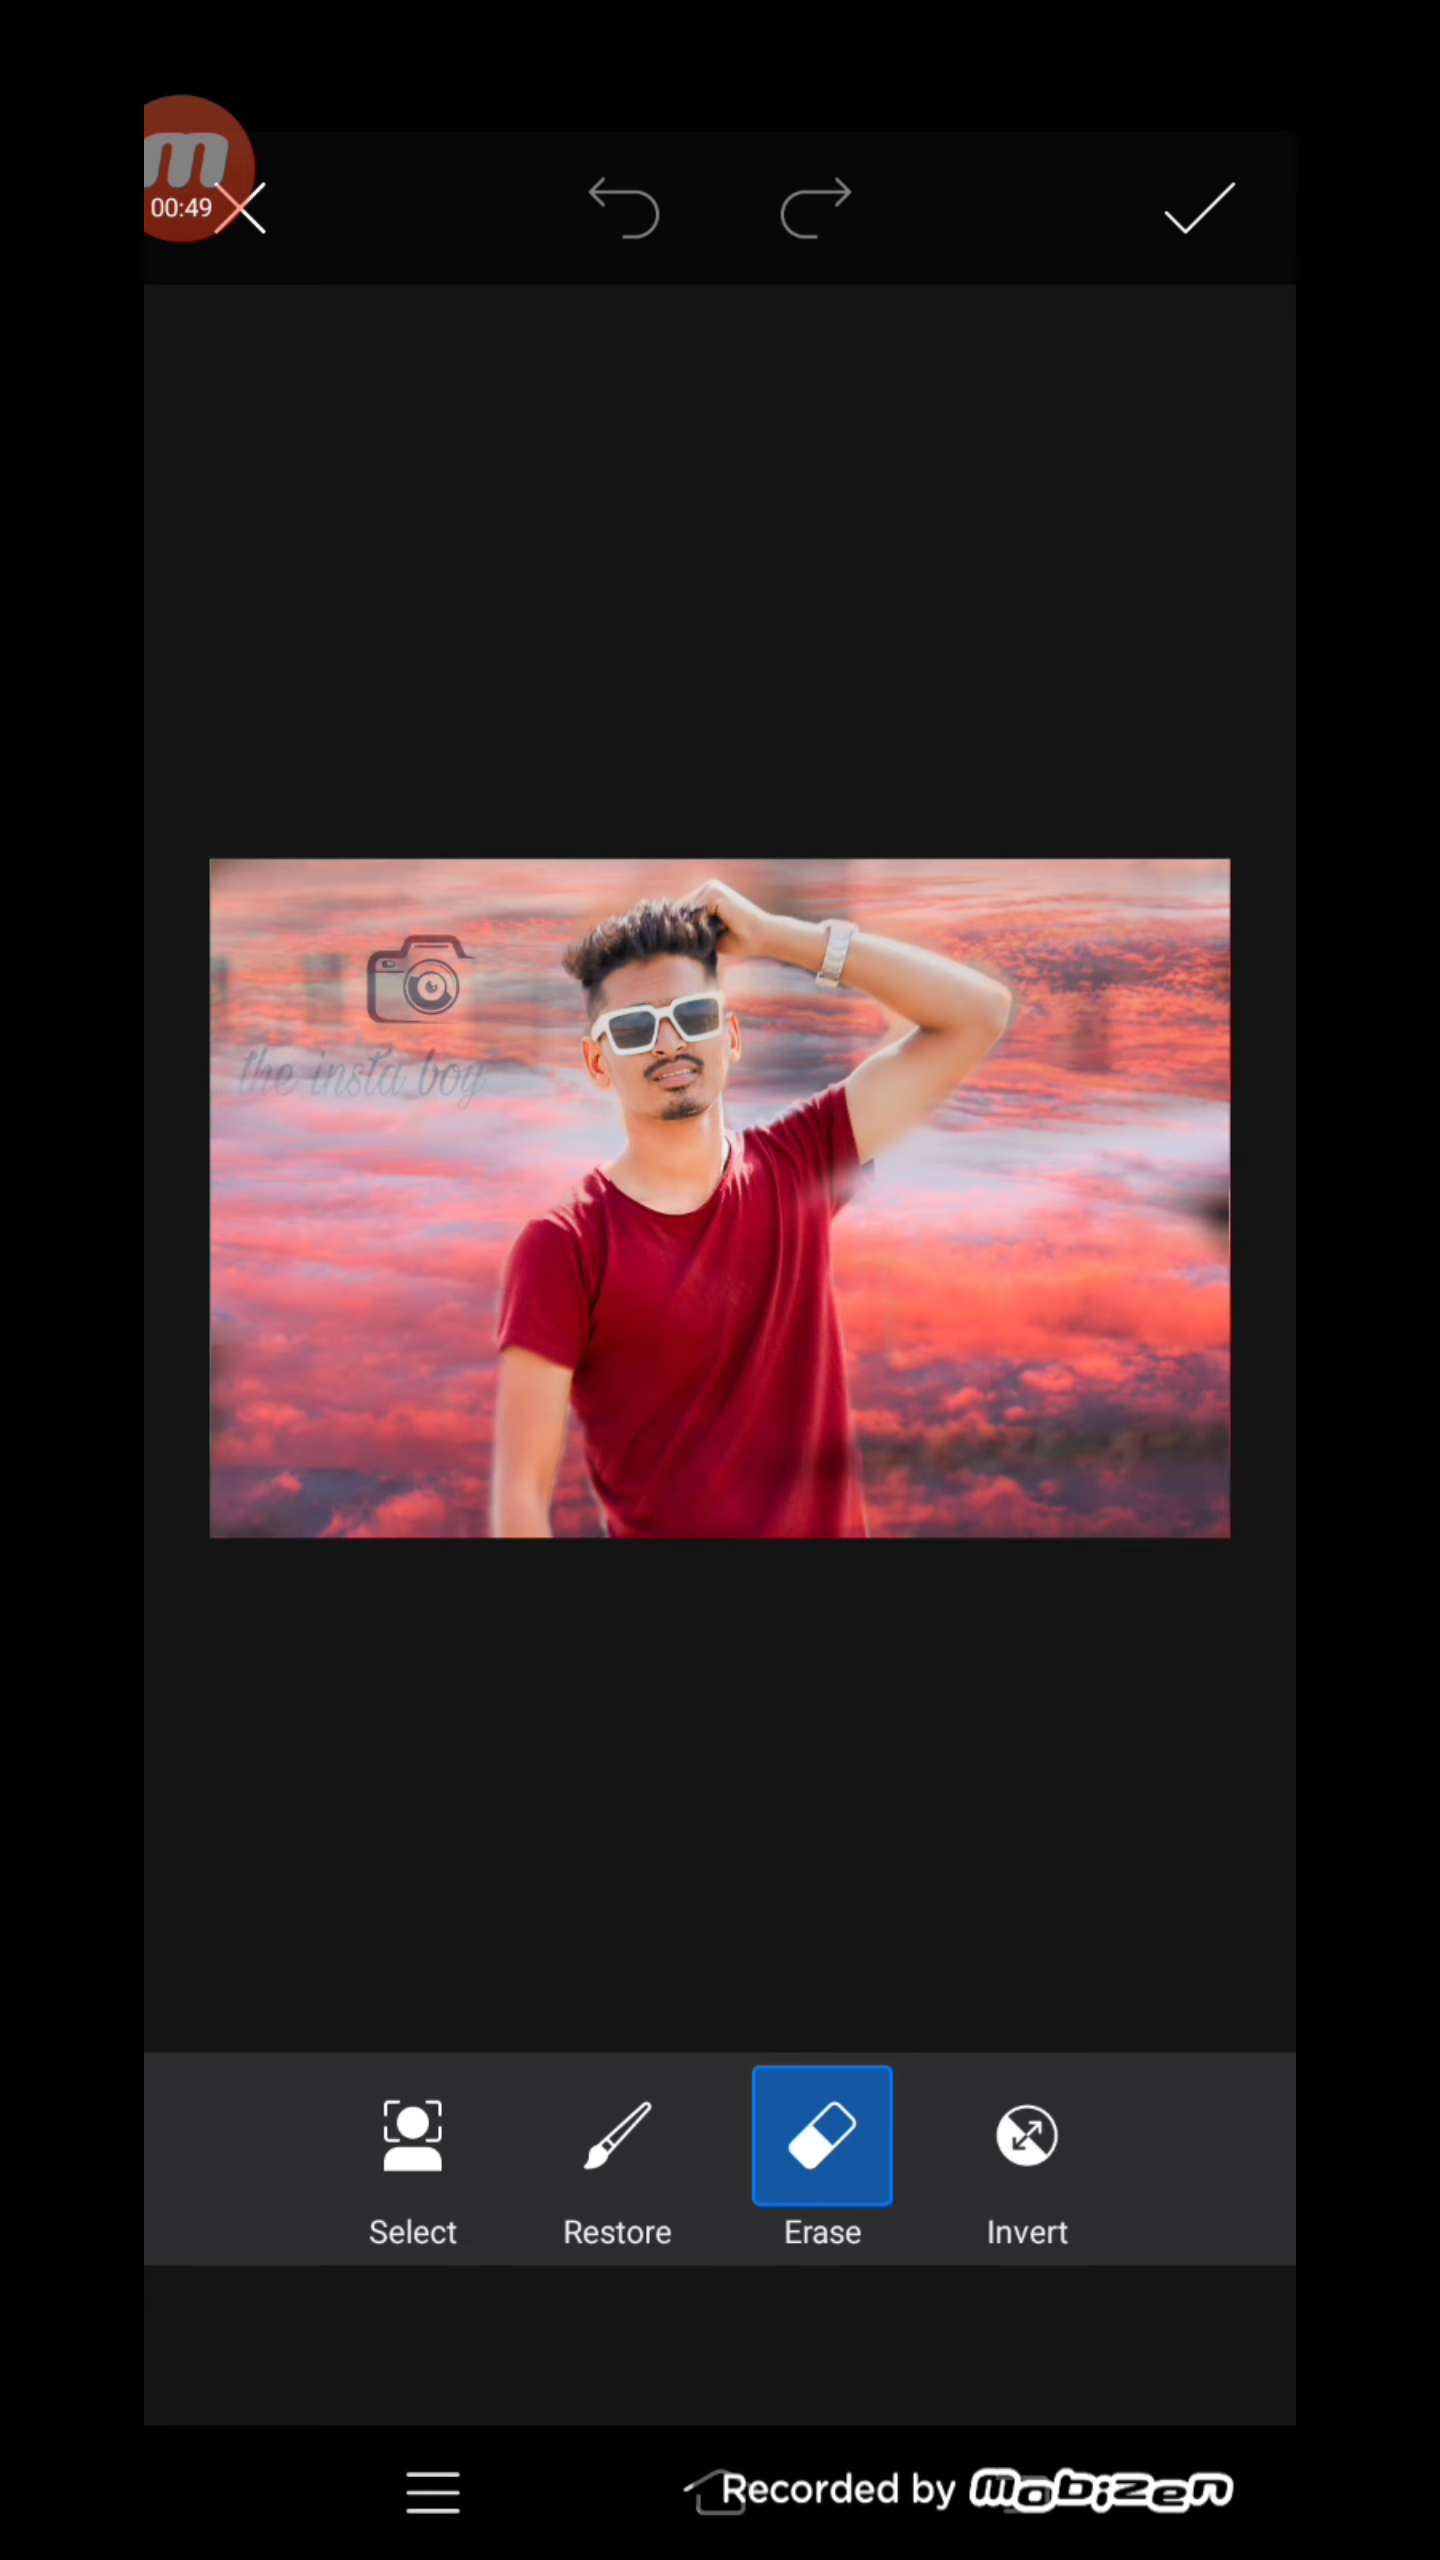 m
00:49
the insta boy
Select Restore Erase Invert
Recorded by mobizen